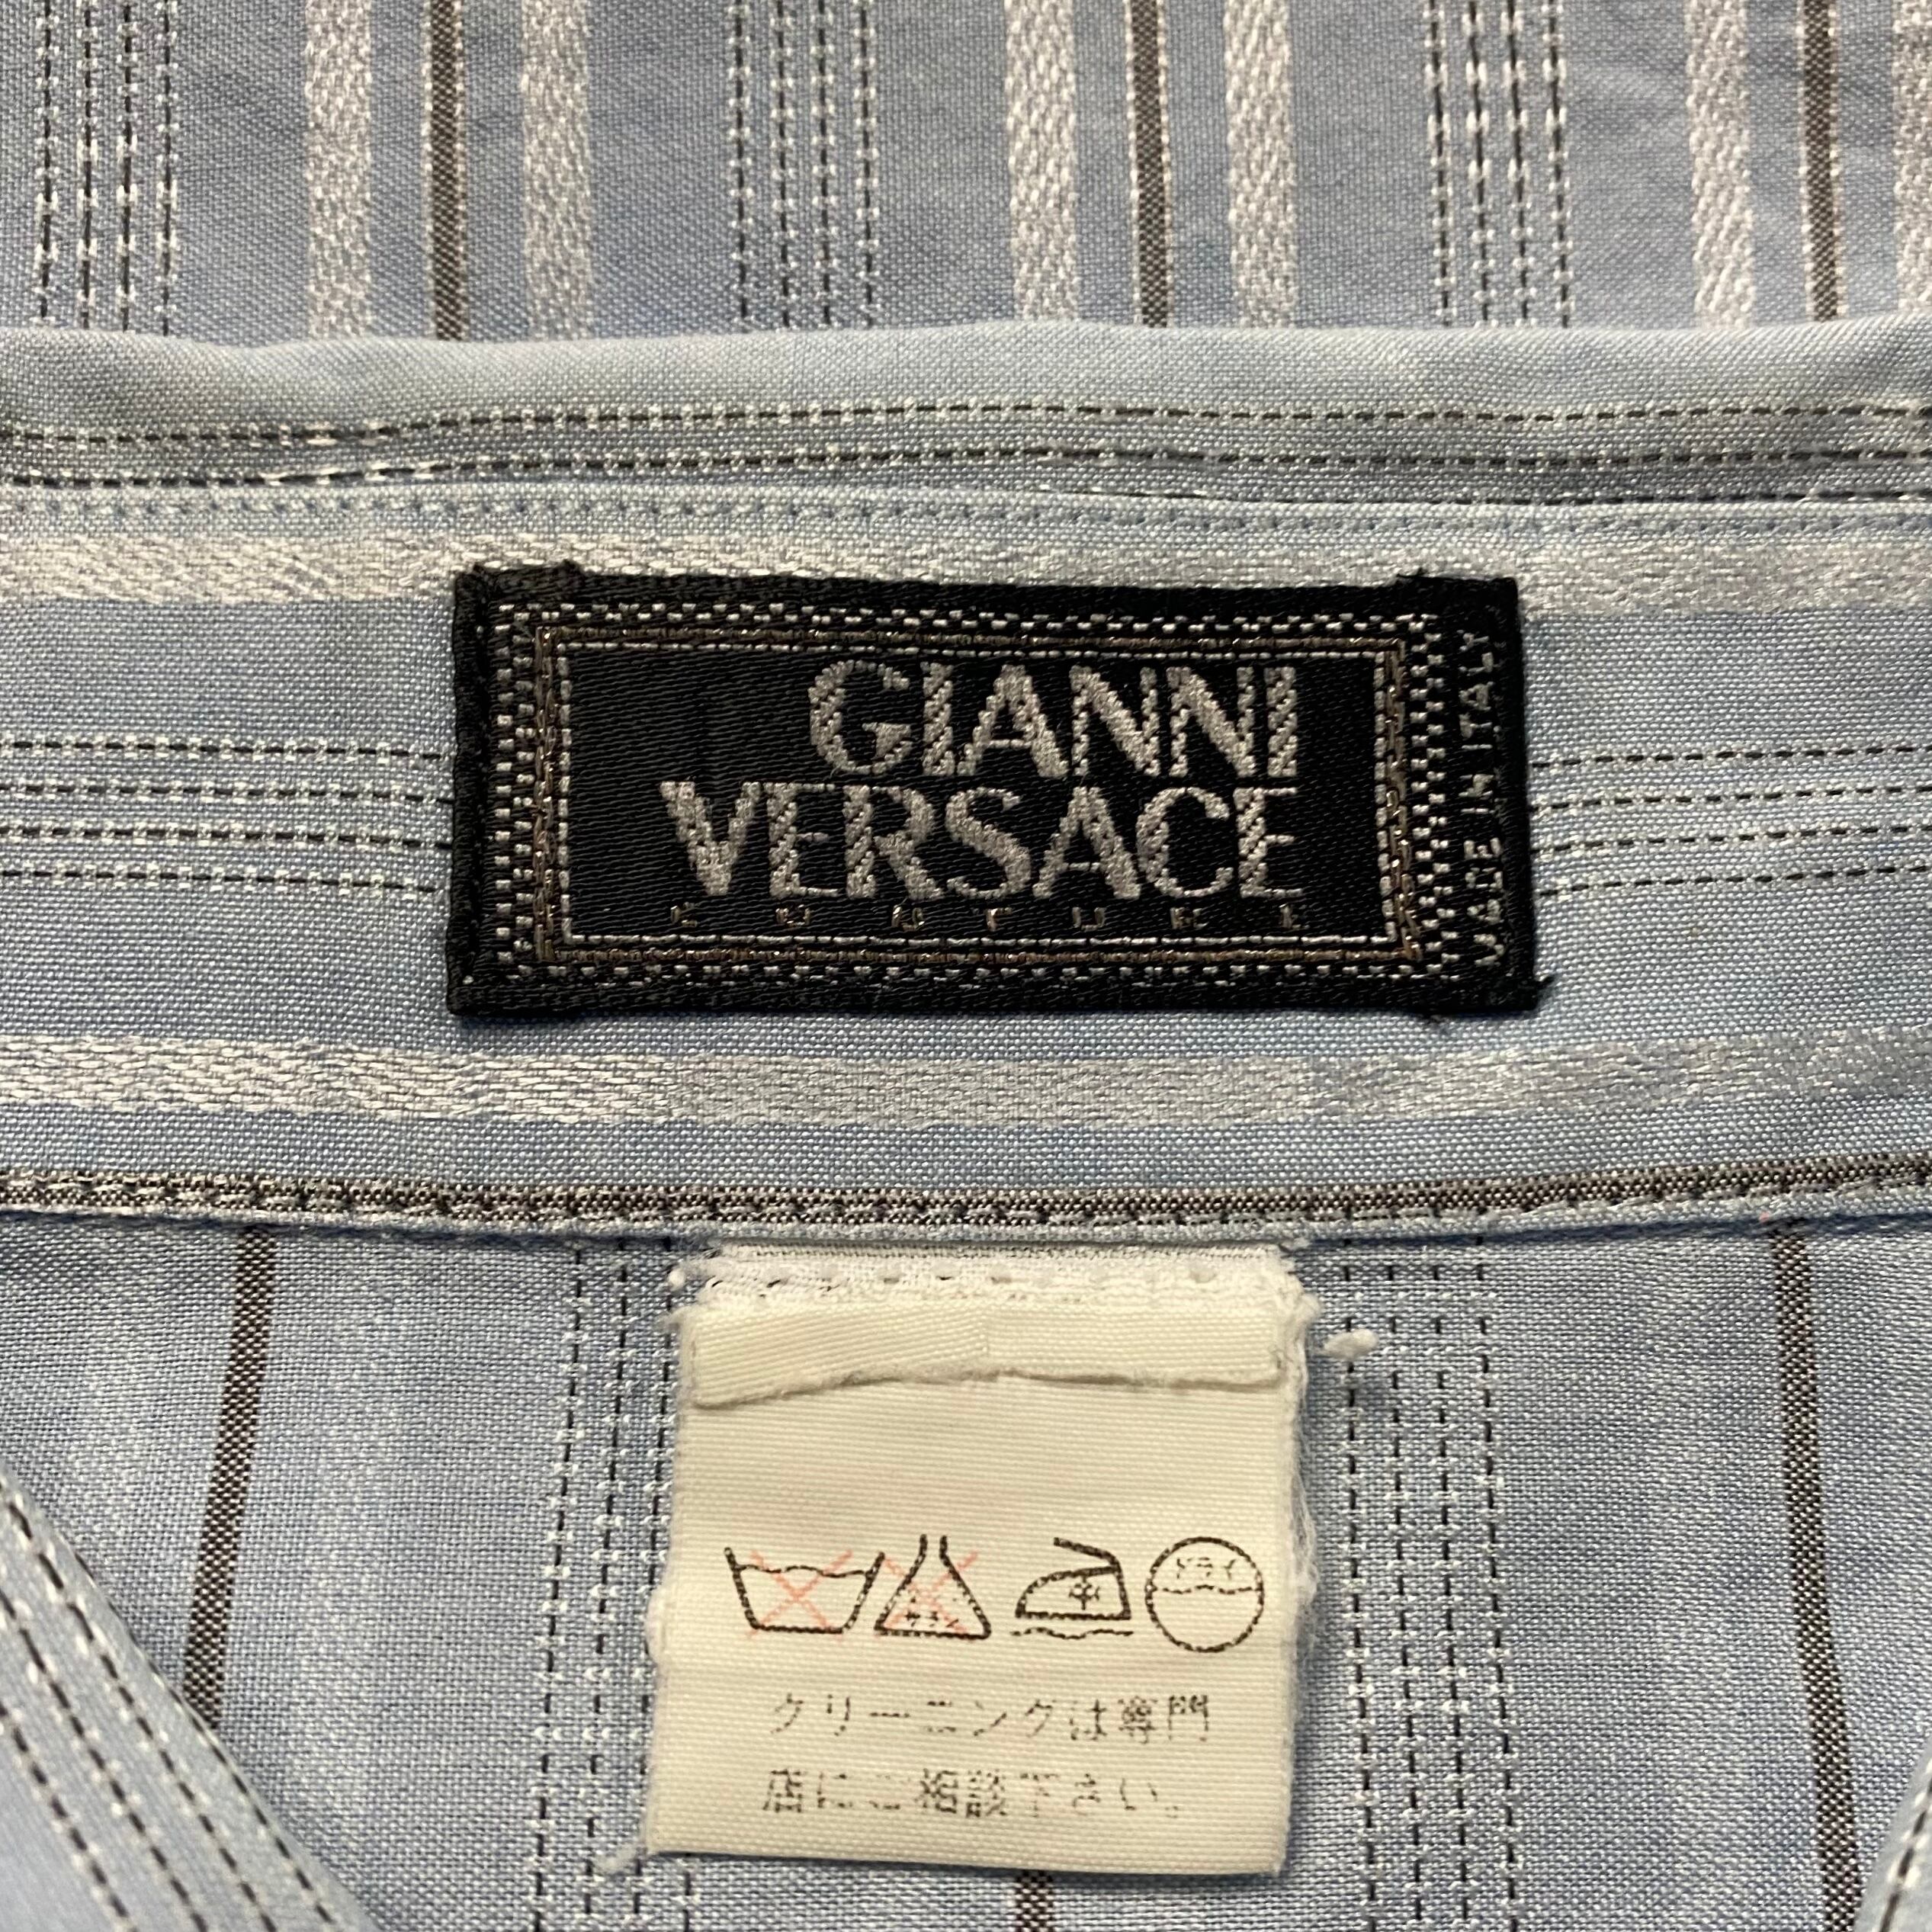 GIANNI
VERSACE
COUTURE
MADE IN ITALY
中
ドライ
クリーニングは専門
店にご相談下さい。